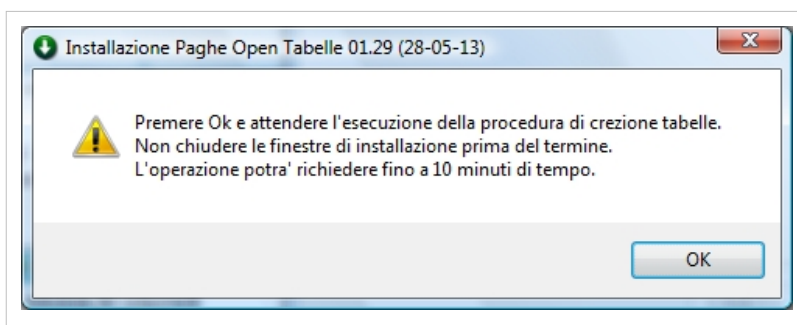 Installazione Paghe Open Tabelle 01.29 (28-05-13)
Premere Ok e attendere l'esecuzione della procedura di crezione tabelle.
Non chiudere le finestre di installazione prima del termine.
L'operazione potra' richiedere fino a 10 minuti di tempo.
OK